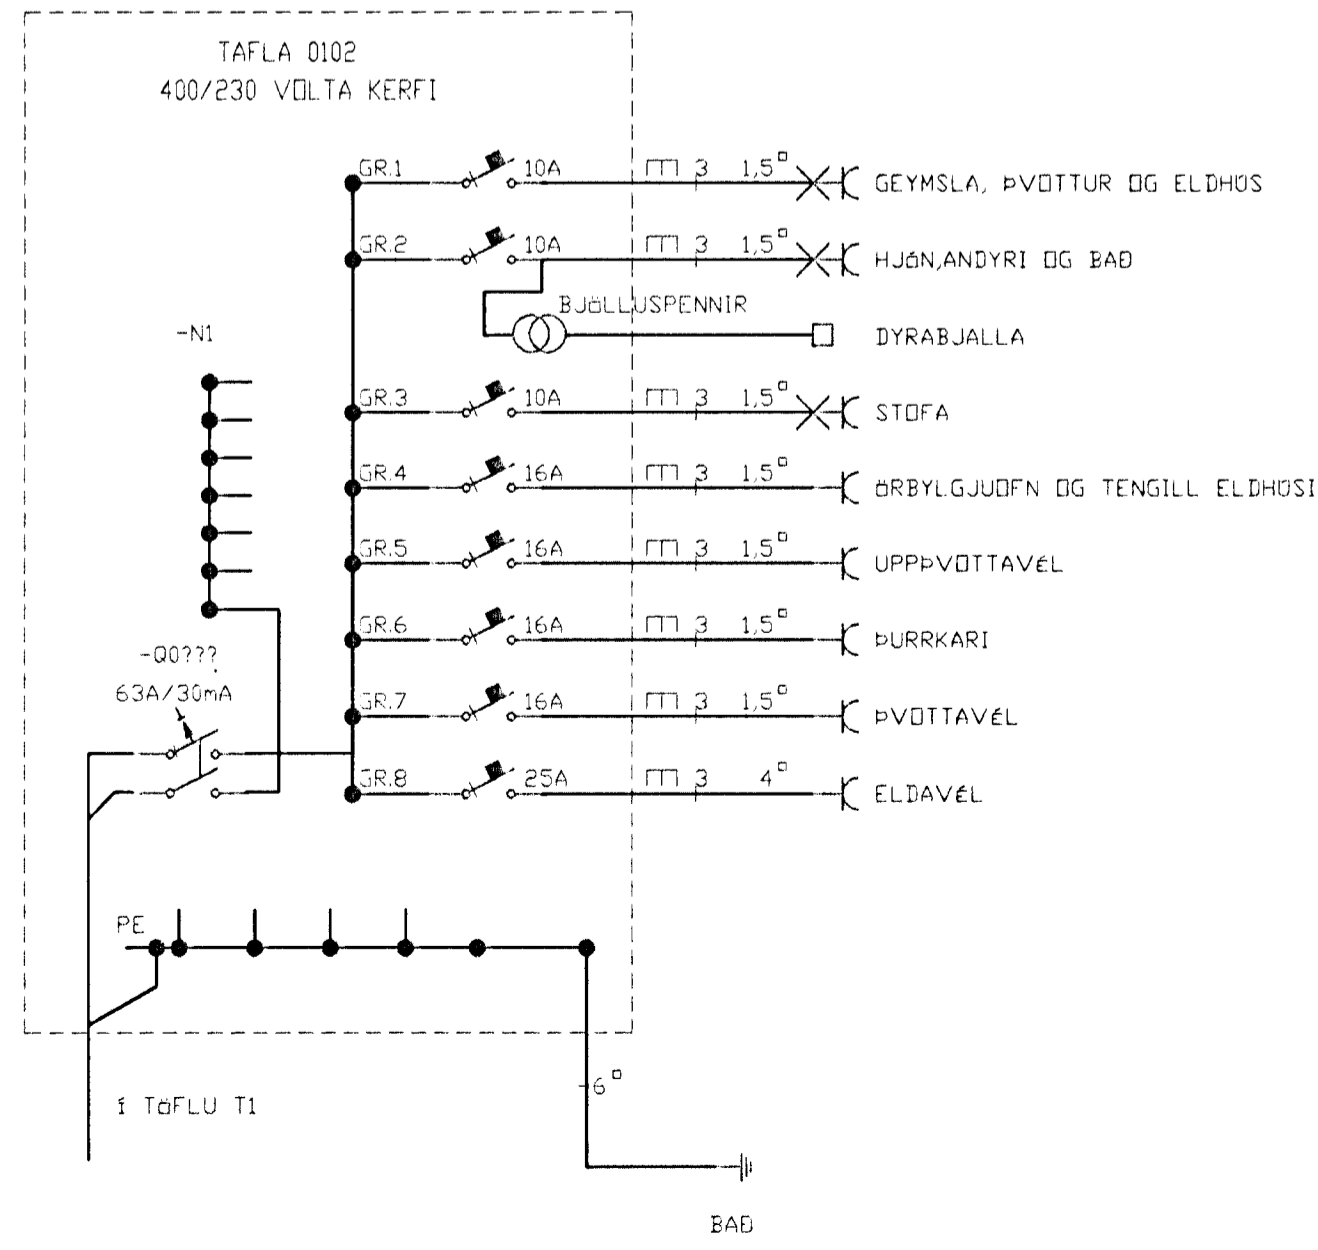 TAFLA 0102
400/230 VOLTA KERFI
GR.1 10A 3 1,5▫ GEYMSLA, ÞVOTTUR OG ELDHÚS
GR.2 10A 3 1,5▫ HJÓN,ANDYRI OG BAÐ
BJÖLLUSPENNIR
DYRABJALLA
-N1
GR.3 10A 3 1,5▫ STOFA
GR.4 16A 3 1,5▫ ÖRBYLGJUOFN OG TENGILL ELDHÚSI
GR.5 16A 3 1,5▫ UPPÞVOTTAVÉL
GR.6 16A 3 1,5▫ ÞURRKARI
-Q0???
63A/30mA
GR.7 16A 3 1,5▫ ÞVOTTAVÉL
GR.8 25A 3 4▫ ELDAVÉL
PE
6▫
Í TÖFLU T1
BAÐ